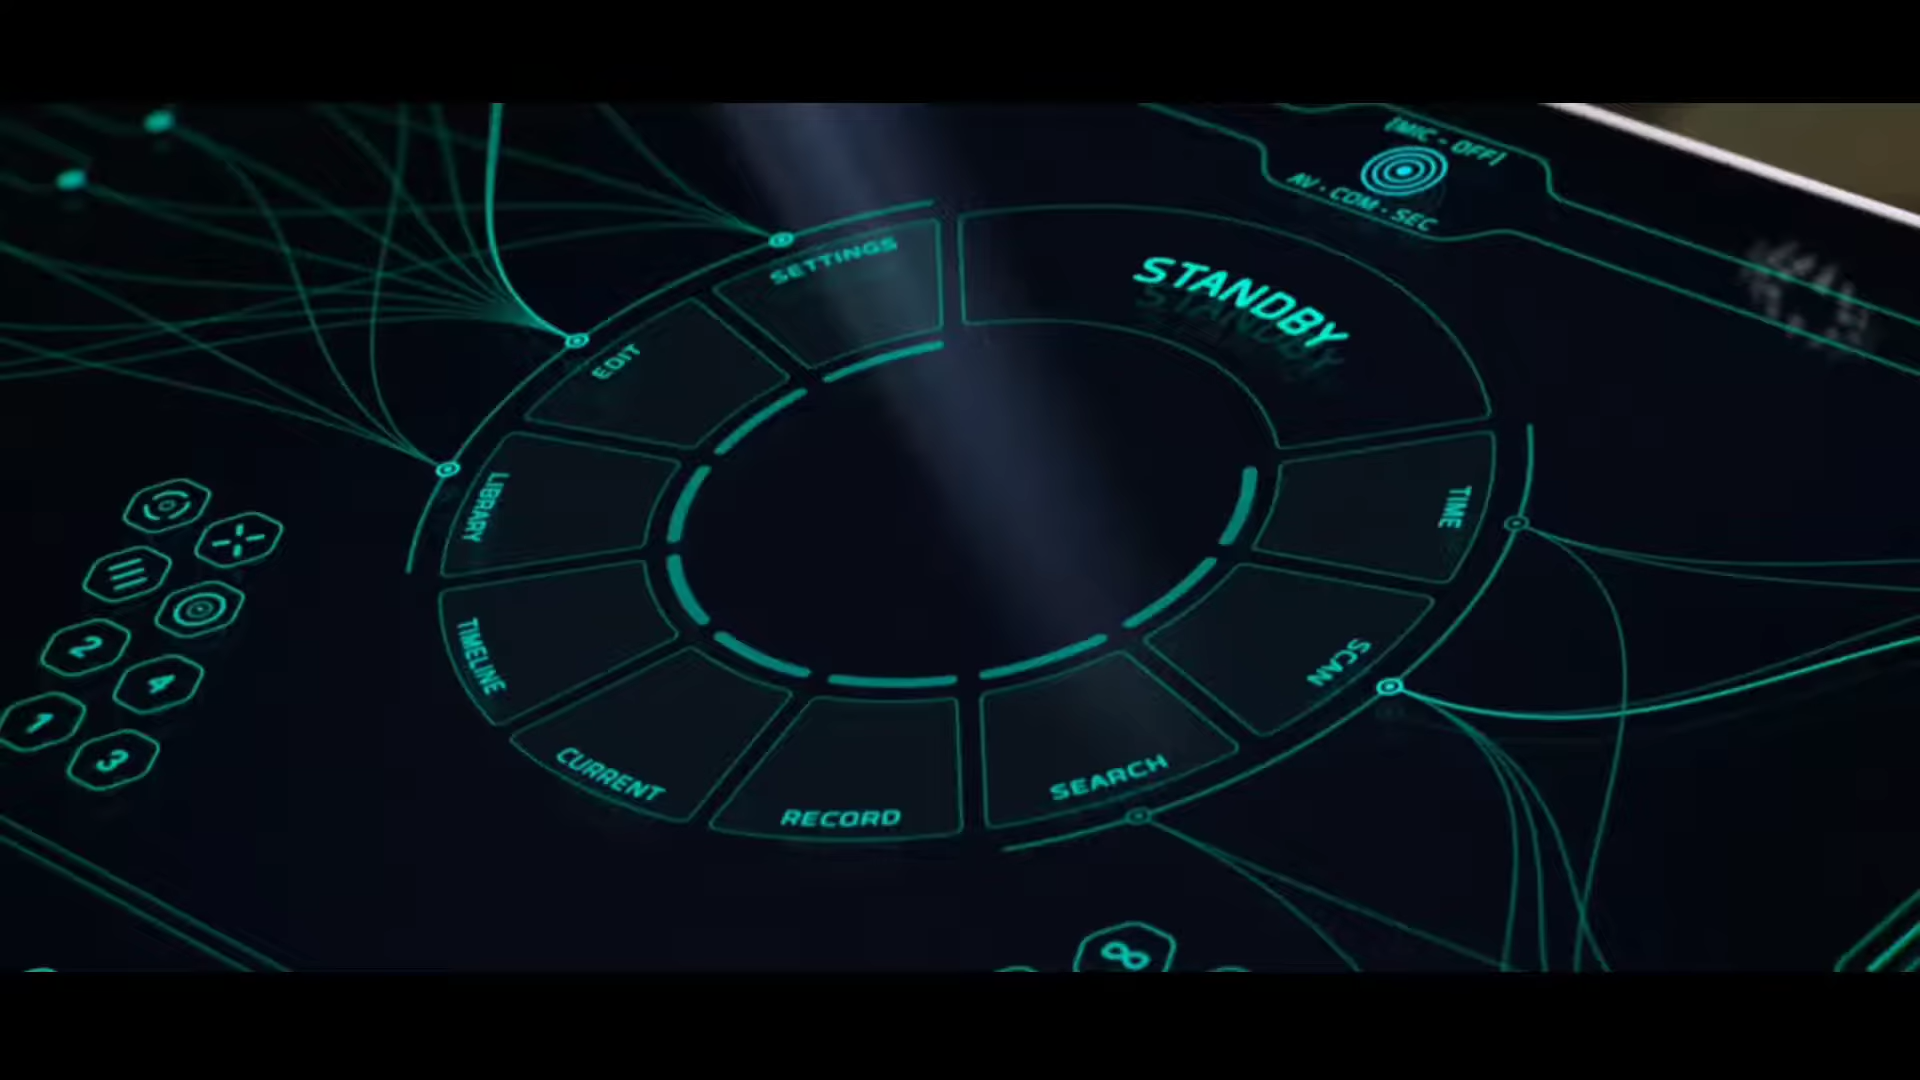 [MIC - OFF]
AV · COM · SEC
STANDBY
SETTINGS
EDIT
LIBRARY
TIMELINE
CURRENT
RECORD
SEARCH
SCAN
TIME
2
4
1
3